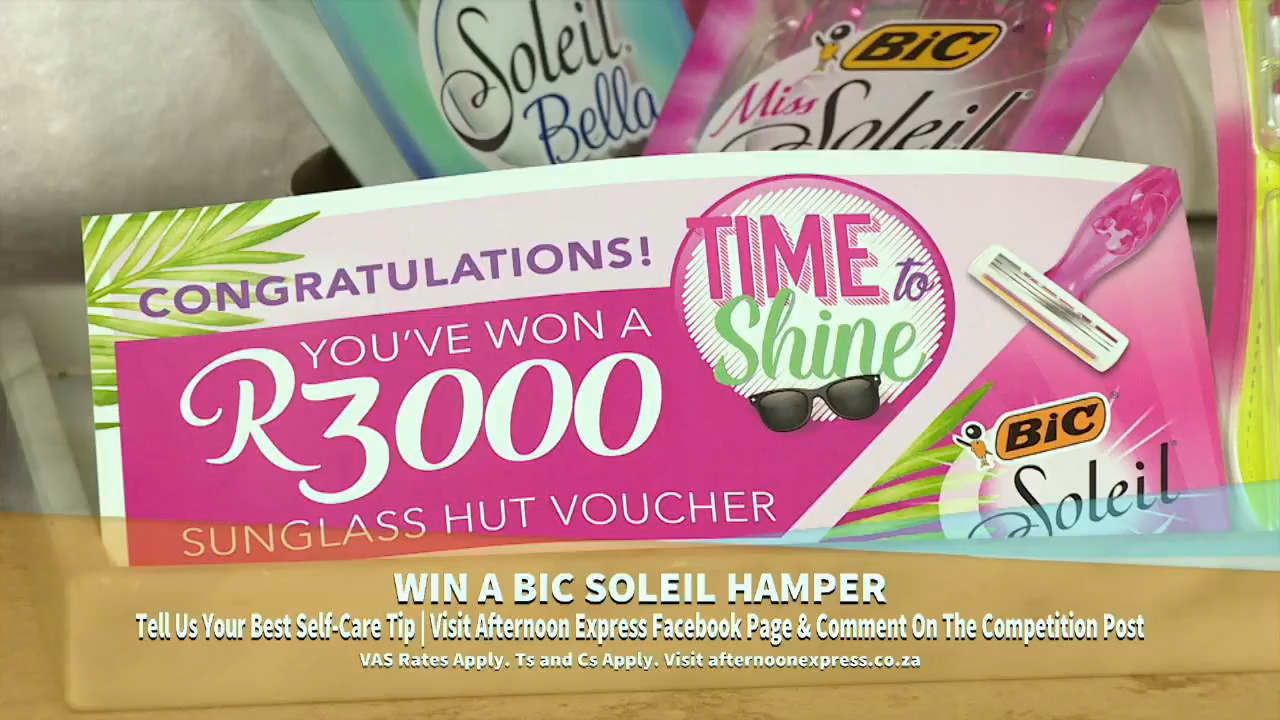 Soleil
Bella
BiC
Miss
Soleil
CONGRATULATIONS!
YOU'VE WON A
R3000
SUNGLASS HUT VOUCHER
TIME to
Shine
BiC
Soleil
WIN A BIC SOLEIL HAMPER
Tell Us Your Best Self-Care Tip | Visit Afternoon Express Facebook Page & Comment On The Competition Post
VAS Rates Apply. Ts and Cs Apply. Visit afternoonexpress.co.za